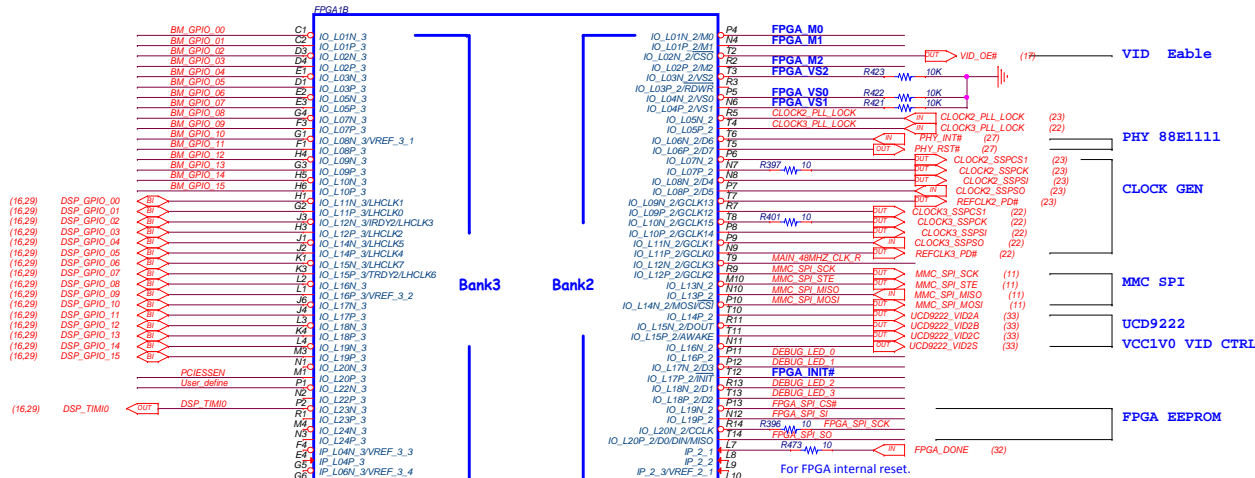 FPGA1B
BM_GPIO_00 C1 IO_L01N_3
BM_GPIO_01 C2 IO_L01P_3
BM_GPIO_02 D3 IO_L02N_3
BM_GPIO_03 D4 IO_L02P_3
BM_GPIO_04 E1 IO_L03N_3
BM_GPIO_05 D1 IO_L03P_3
BM_GPIO_06 E2 IO_L05N_3
BM_GPIO_07 E3 IO_L05P_3
BM_GPIO_08 G4 IO_L07N_3
BM_GPIO_09 F3 IO_L07P_3
BM_GPIO_10 G1 IO_L08N_3/VREF_3_1
BM_GPIO_11 F1 IO_L08P_3
BM_GPIO_12 H4 IO_L09N_3
BM_GPIO_13 G3 IO_L09P_3
BM_GPIO_14 H5 IO_L10N_3
BM_GPIO_15 H6 IO_L10P_3
(16,29) DSP_GPIO_00 BI H1 IO_L11N_3/LHCLK1
(16,29) DSP_GPIO_01 BI G2 IO_L11P_3/LHCLK0
(16,29) DSP_GPIO_02 BI J3 IO_L12N_3/IRDY2/LHCLK3
(16,29) DSP_GPIO_03 BI H3 IO_L12P_3/LHCLK2
(16,29) DSP_GPIO_04 BI J1 IO_L14N_3/LHCLK5
(16,29) DSP_GPIO_05 BI J2 IO_L14P_3/LHCLK4
(16,29) DSP_GPIO_06 BI K1 IO_L15N_3/LHCLK7
(16,29) DSP_GPIO_07 BI K3 IO_L15P_3/TRDY2/LHCLK6
(16,29) DSP_GPIO_08 BI L2 IO_L16N_3
(16,29) DSP_GPIO_09 BI L1 IO_L16P_3/VREF_3_2
(16,29) DSP_GPIO_10 BI J6 IO_L17N_3
(16,29) DSP_GPIO_11 BI J4 IO_L17P_3
(16,29) DSP_GPIO_12 BI L3 IO_L18N_3
(16,29) DSP_GPIO_13 BI K4 IO_L18P_3
(16,29) DSP_GPIO_14 BI L4 IO_L19N_3
(16,29) DSP_GPIO_15 BI M3 IO_L19P_3
N1 IO_L20N_3
PCIESSEN M1 IO_L20P_3
User_define P1 IO_L22N_3
N2 IO_L22P_3
(16,29) DSP_TIMI0 OUT DSP_TIMI0 P2 IO_L23N_3
R1 IO_L23P_3
M4 IO_L24N_3
N3 IO_L24P_3
F4 IP_L04N_3/VREF_3_3
E4 IP_L04P_3
G5 IP_L06N_3/VREF_3_4
G6
Bank3
Bank2
IO_L01N_2/M0 P4 FPGA_M0
IO_L01P_2/M1 N4 FPGA_M1
IO_L02N_2/CSO T2 OUT VID_OE# (17)
IO_L02P_2/M2 R2 FPGA_M2
IO_L03N_2/VS2 T3 FPGA_VS2 R423 10K
IO_L03P_2/RDWR R3
IO_L04N_2/VS0 P5 FPGA_VS0 R422 10K
IO_L04P_2/VS1 N6 FPGA_VS1 R421 10K
IO_L05N_2 R5 CLOCK2_PLL_LOCK IN CLOCK2_PLL_LOCK (23)
IO_L05P_2 T4 CLOCK3_PLL_LOCK IN CLOCK3_PLL_LOCK (22)
IO_L06N_2/D6 T6 IN PHY_INT# (27)
IO_L06P_2/D7 T5 OUT PHY_RST# (27)
IO_L07N_2 P6 OUT CLOCK2_SSPCS1 (23)
IO_L07P_2 N7 R397 10 OUT CLOCK2_SSPCK (23)
IO_L08N_2/D4 N8 OUT CLOCK2_SSPSI (23)
IO_L08P_2/D5 P7 IN CLOCK2_SSPSO (23)
IO_L09N_2/GCLK13 T7 OUT REFCLK2_PD# (23)
IO_L09P_2/GCLK12 R7 OUT CLOCK3_SSPCS1 (22)
IO_L10N_2/GCLK15 T8 R401 10 OUT CLOCK3_SSPCK (22)
IO_L10P_2/GCLK14 P8 OUT CLOCK3_SSPSI (22)
IO_L11N_2/GCLK1 P9 IN CLOCK3_SSPSO (22)
IO_L11P_2/GCLK0 N9 OUT REFCLK3_PD# (22)
IO_L12N_2/GCLK3 T9 MAIN_48MHZ_CLK_R
IO_L12P_2/GCLK2 R9 MMC_SPI_SCK OUT MMC_SPI_SCK (11)
IO_L13N_2 M10 MMC_SPI_STE OUT MMC_SPI_STE (11)
IO_L13P_2 N10 MMC_SPI_MISO IN MMC_SPI_MISO (11)
IO_L14N_2/MOSI/CSI P10 MMC_SPI_MOSI OUT MMC_SPI_MOSI (11)
IO_L14P_2 T10 OUT UCD9222_VID2A (33)
IO_L15N_2/DOUT R11 OUT UCD9222_VID2B (33)
IO_L15P_2/AWAKE T11 OUT UCD9222_VID2C (33)
IO_L16N_2 N11 OUT UCD9222_VID2S (33)
IO_L16P_2 P11 DEBUG_LED_0
IO_L17N_2/D3 P12 DEBUG_LED_1
IO_L17P_2/INIT T12 FPGA_INIT#
IO_L18N_2/D1 R13 DEBUG_LED_2
IO_L18P_2/D2 T13 DEBUG_LED_3
IO_L19N_2 P13 FPGA_SPI_CS#
IO_L19P_2 N12 FPGA_SPI_SI
IO_L20N_2/CCLK R14 R396 10 FPGA_SPI_SCK
IO_L20P_2/D0/DIN/MISO T14 FPGA_SPI_SO
IP_2_1 L7 R473 10 IN FPGA_DONE (32)
IP_2_2 L8
IP_2_3/VREF_2_1 L9
L10
For FPGA internal reset.
VID Eable
PHY 88E1111
CLOCK GEN
MMC SPI
UCD9222
VCC1V0 VID CTRL
FPGA EEPROM